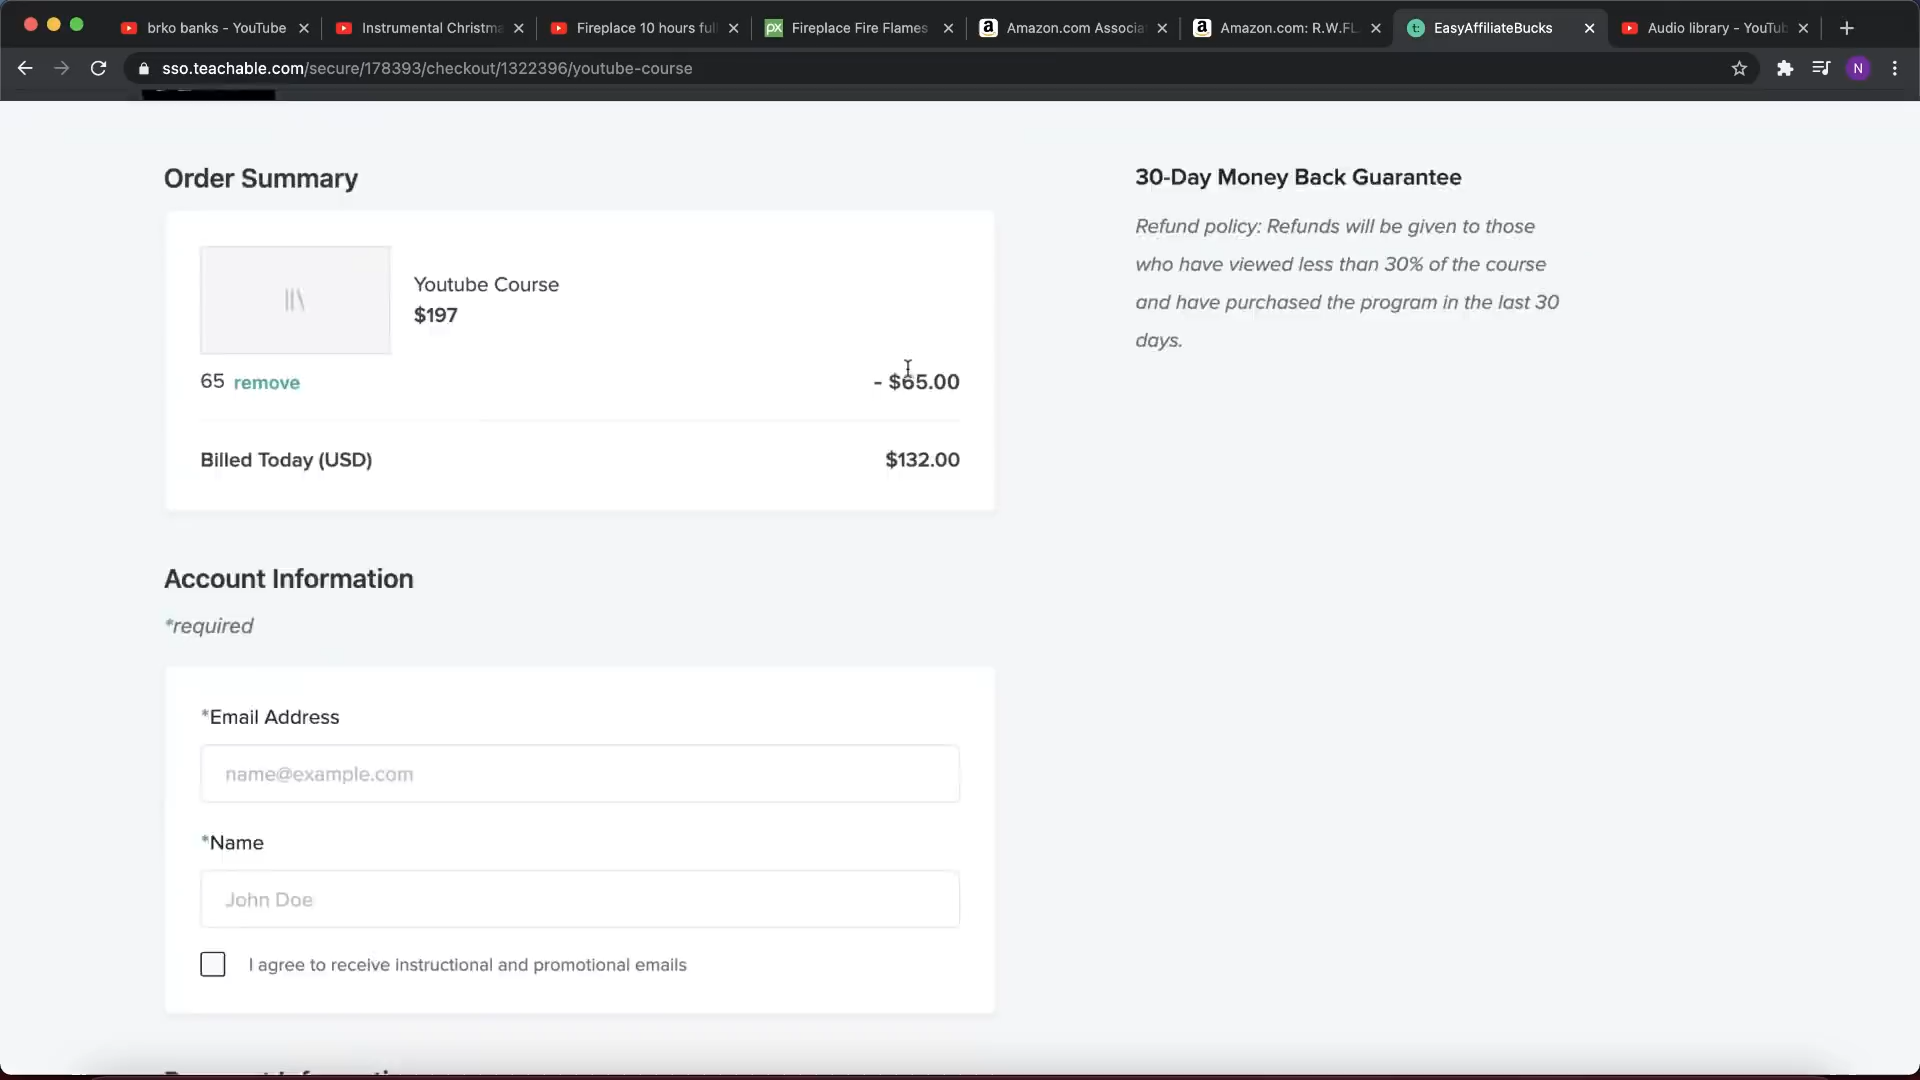 brko banks - YouTube
Instrumental Christma
Fireplace 10 hours full
PX
Fireplace Fire Flames
Amazon.com Associa
Amazon.com: R.W.FL
EasyAffiliateBucks
Audio library - YouTub
sso.teachable.com/secure/178393/checkout/1322396/youtube-course
N
Order Summary
Youtube Course
$197
65 remove
- $65.00
Billed Today (USD)
$132.00
30-Day Money Back Guarantee
Refund policy: Refunds will be given to those
who have viewed less than 30% of the course
and have purchased the program in the last 30
days.
Account Information
*required
*Email Address
name@example.com
*Name
John Doe
I agree to receive instructional and promotional emails